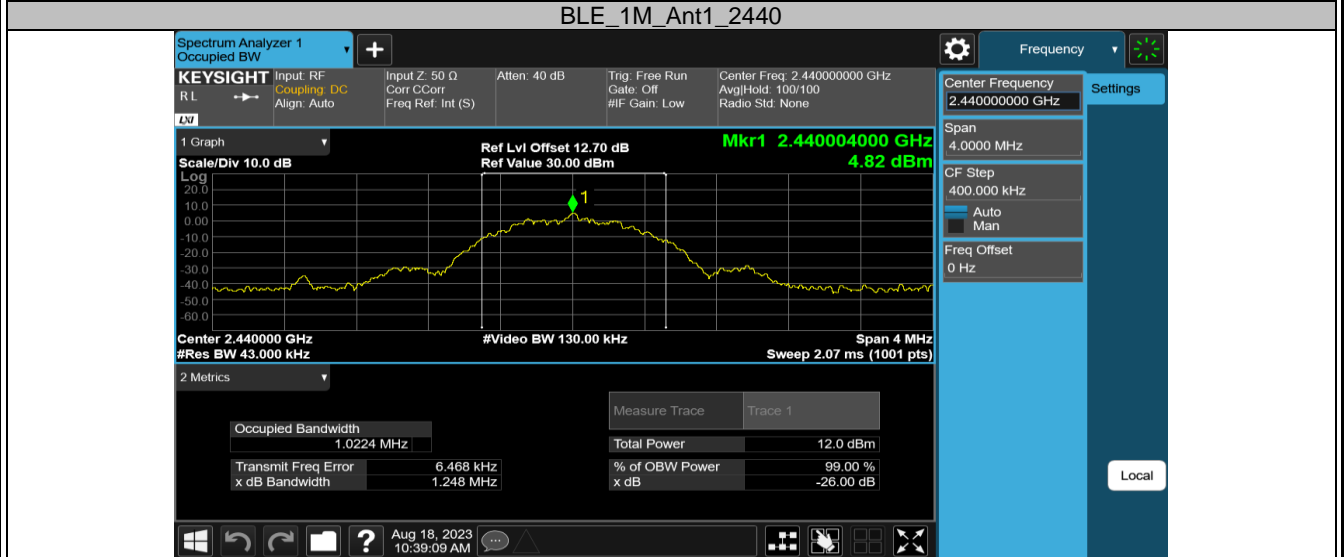 BLE_1M_Ant1_2440
Spectrum Analyzer 1
Occupied BW
+
Frequency
KEYSIGHT
RL
LXI
Input: RF
Coupling: DC
Align: Auto
Input Z: 50 Ω
Corr CCorr
Freq Ref: Int (S)
Atten: 40 dB
Trig: Free Run
Gate: Off
#IF Gain: Low
Center Freq: 2.440000000 GHz
Avg|Hold: 100/100
Radio Std: None
Center Frequency
2.440000000 GHz
Settings
Span
4.0000 MHz
CF Step
400.000 kHz
Auto
Man
Freq Offset
0 Hz
Local
1 Graph
Scale/Div 10.0 dB
Ref Lvl Offset 12.70 dB
Ref Value 30.00 dBm
Mkr1 2.440004000 GHz
4.82 dBm
Log
20.0
10.0
0.00
-10.0
-20.0
-30.0
-40.0
-50.0
-60.0
1
Center 2.440000 GHz
#Res BW 43.000 kHz
#Video BW 130.00 kHz
Span 4 MHz
Sweep 2.07 ms (1001 pts)
2 Metrics
Measure Trace Trace 1
Occupied Bandwidth
1.0224 MHz
Total Power 12.0 dBm
Transmit Freq Error 6.468 kHz
% of OBW Power 99.00 %
x dB Bandwidth 1.248 MHz
x dB -26.00 dB
?
Aug 18, 2023
10:39:09 AM